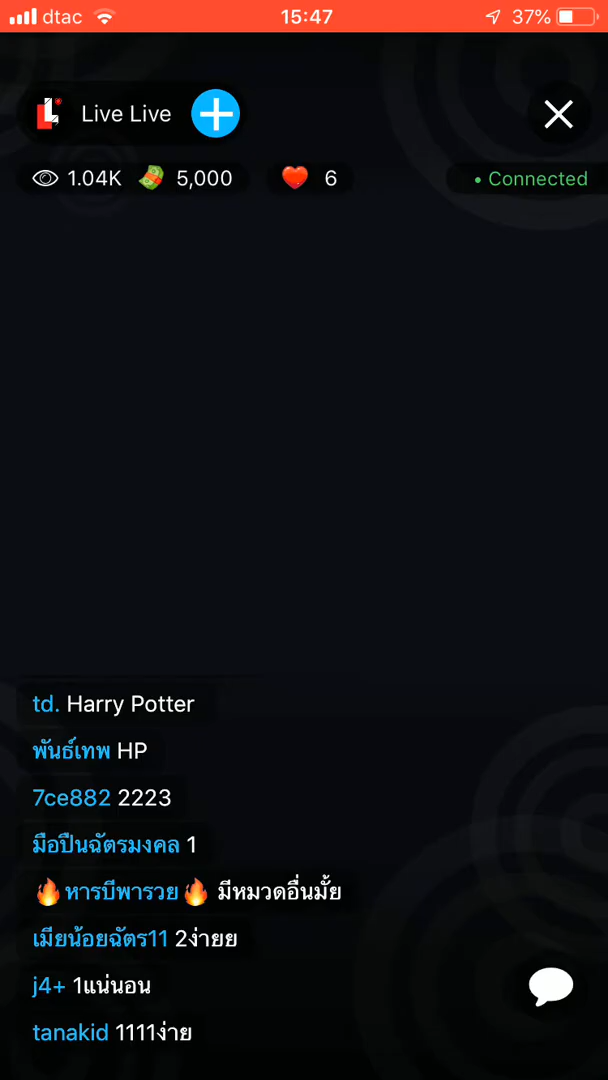 dtac 15:47 37%
Live Live
1.04K 5,000 6 • Connected
td. Harry Potter
พันธ์เทพ HP
7ce882 2223
มือปืนฉัตรมงคล 1
🔥หารบีพารวย🔥 มีหมวดอื่นมั้ย
เมียน้อยฉัตร11 2ง่ายย
j4+ 1แน่นอน
tanakid 1111ง่าย